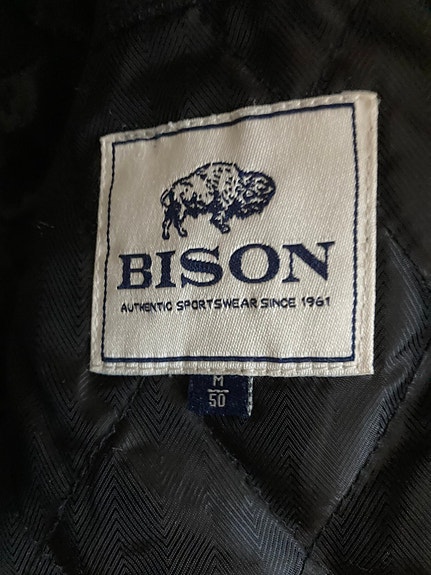 BISON
AUTHENTIC SPORTSWEAR SINCE 1961
M
50